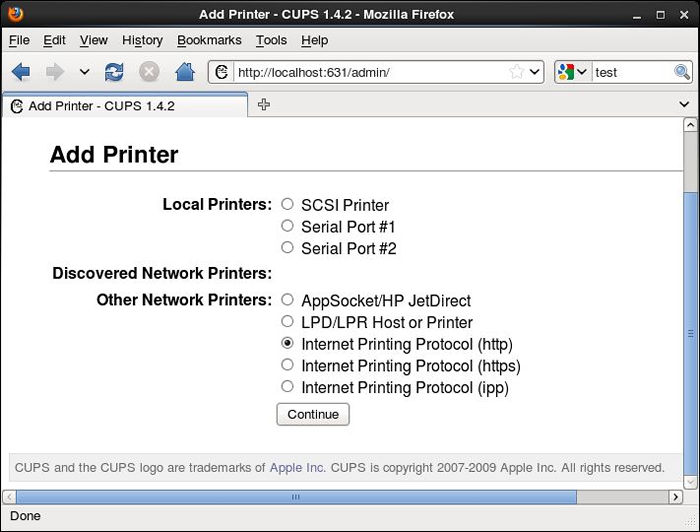 Add Printer - CUPS 1.4.2 - Mozilla Firefox
File Edit View History Bookmarks Tools Help
http://localhost:631/admin/ test
Add Printer - CUPS 1.4.2
Add Printer
Local Printers: SCSI Printer
Serial Port #1
Serial Port #2
Discovered Network Printers:
Other Network Printers: AppSocket/HP JetDirect
LPD/LPR Host or Printer
Internet Printing Protocol (http)
Internet Printing Protocol (https)
Internet Printing Protocol (ipp)
Continue
CUPS and the CUPS logo are trademarks of Apple Inc. CUPS is copyright 2007-2009 Apple Inc. All rights reserved.
Done